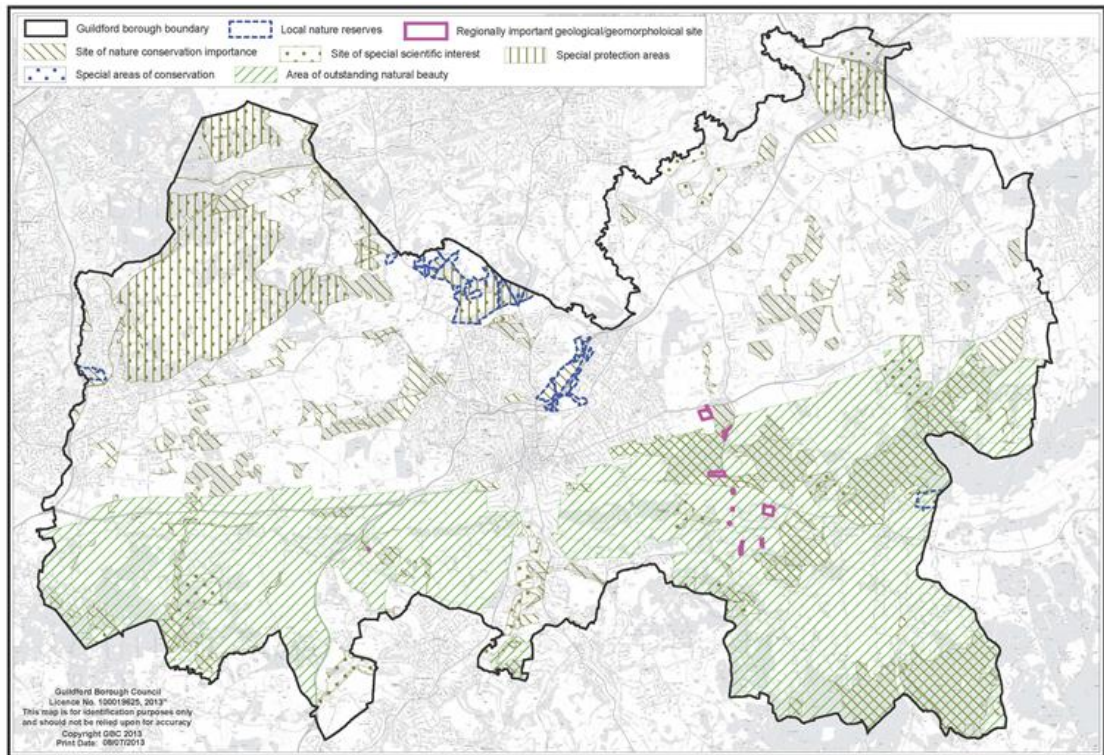 Guildford borough boundary
Local nature reserves
Regionally important geological/geomorpholoical site
Site of nature conservation importance
Site of special scientific interest
Special protection areas
Special areas of conservation
Area of outstanding natural beauty
Guildford Borough Council
Licence No. 100019625, 2013"
This map is for identification purposes only
and should not be relied upon for accuracy
Copyright GBC 2013
Print Date: 08/07/2013